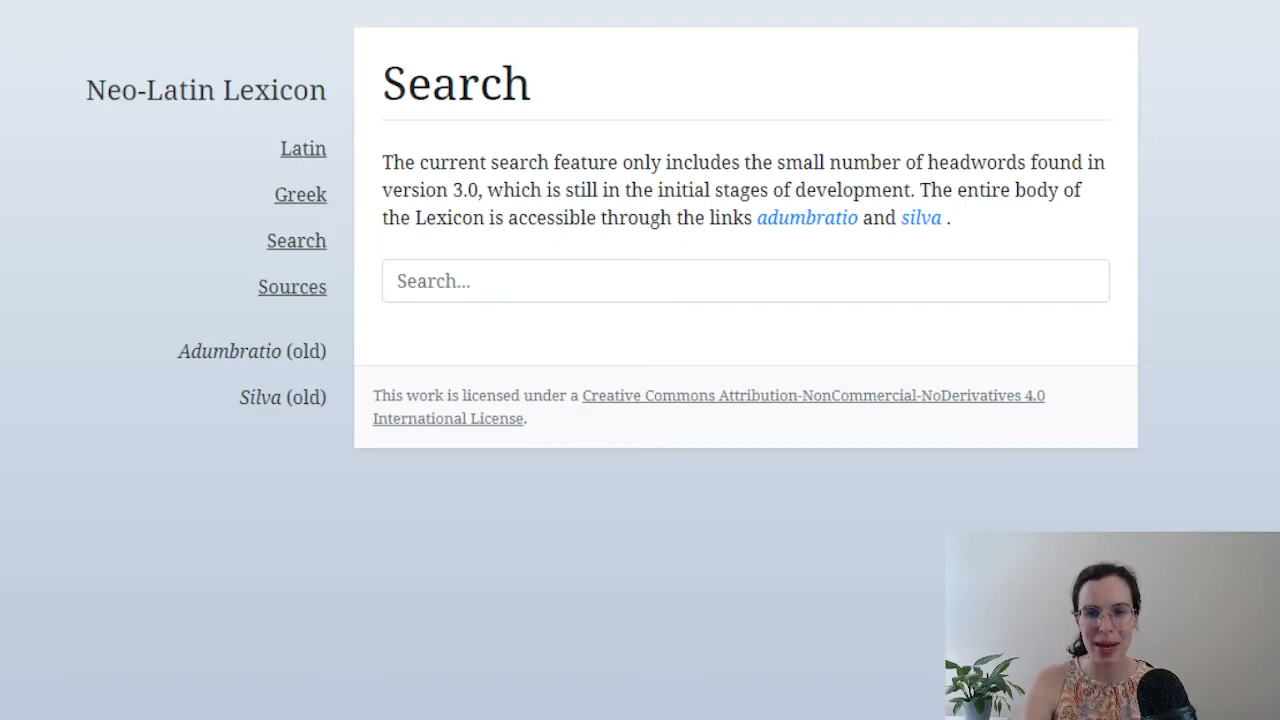 Neo-Latin Lexicon
Latin
Greek
Search
Sources
Adumbratio (old)
Silva (old)
Search
The current search feature only includes the small number of headwords found in
version 3.0, which is still in the initial stages of development. The entire body of
the Lexicon is accessible through the links adumbratio and silva .
Search...
This work is licensed under a Creative Commons Attribution-NonCommercial-NoDerivatives 4.0
International License.